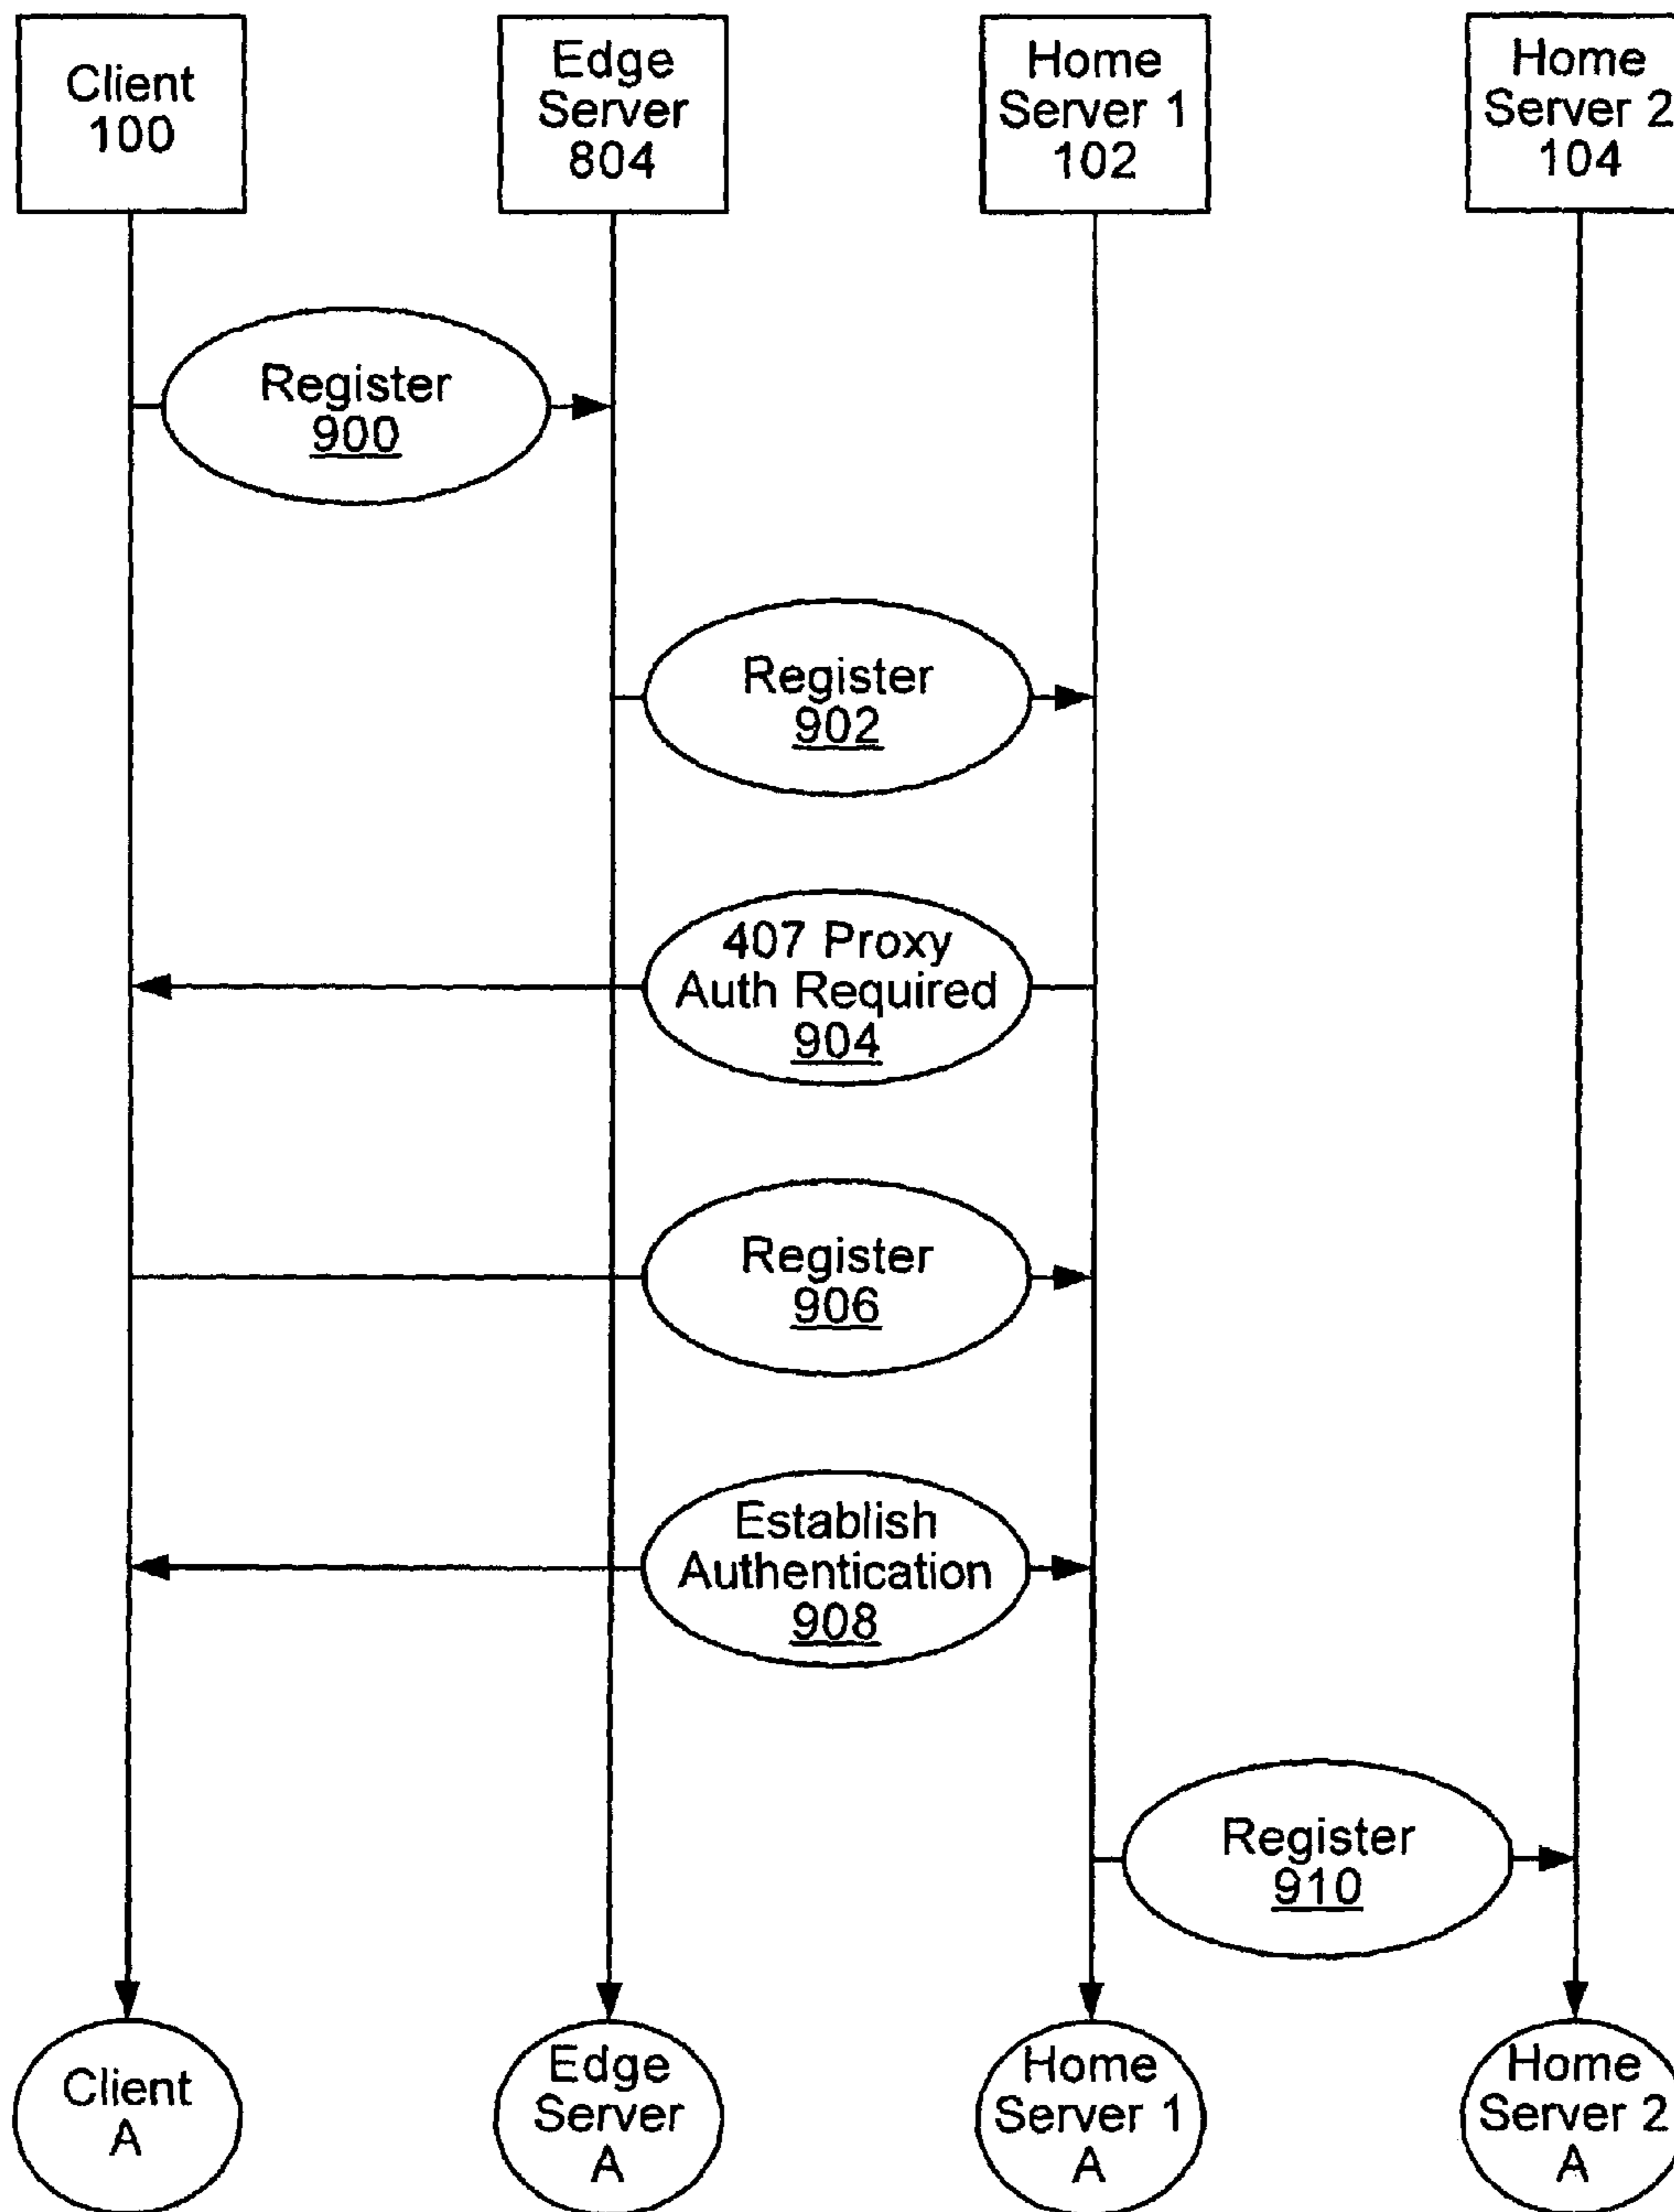 Client
100
Edge
Server
804
Home
Server 1
102
Home
Server 2
104
Register
900
Register
902
407 Proxy
Auth Required
904
Register
906
Establish
Authentication
908
Register
910
Client
A
Edge
Server
A
Home
Server 1
A
Home
Server 2
A